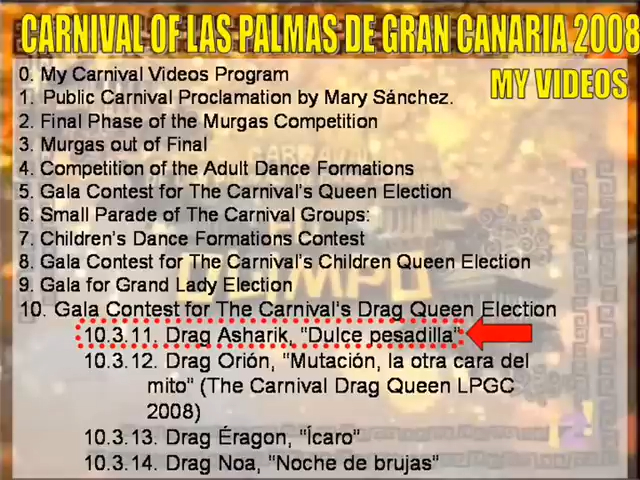 CARNIVAL OF LAS PALMAS DE GRAN CANARIA 2008
MY VIDEOS
0. My Carnival Videos Program
1. Public Carnival Proclamation by Mary Sánchez.
2. Final Phase of the Murgas Competition
3. Murgas out of Final
4. Competition of the Adult Dance Formations
5. Gala Contest for The Carnival's Queen Election
6. Small Parade of The Carnival Groups:
7. Children's Dance Formations Contest
8. Gala Contest for The Carnival's Children Queen Election
9. Gala for Grand Lady Election
10. Gala Contest for The Carnival's Drag Queen Election
10.3.11. Drag Asharik, "Dulce pesadilla"
10.3.12. Drag Orión, "Mutación, la otra cara del
mito" (The Carnival Drag Queen LPGC
2008)
10.3.13. Drag Éragon, "Ícaro"
10.3.14. Drag Noa, "Noche de brujas"